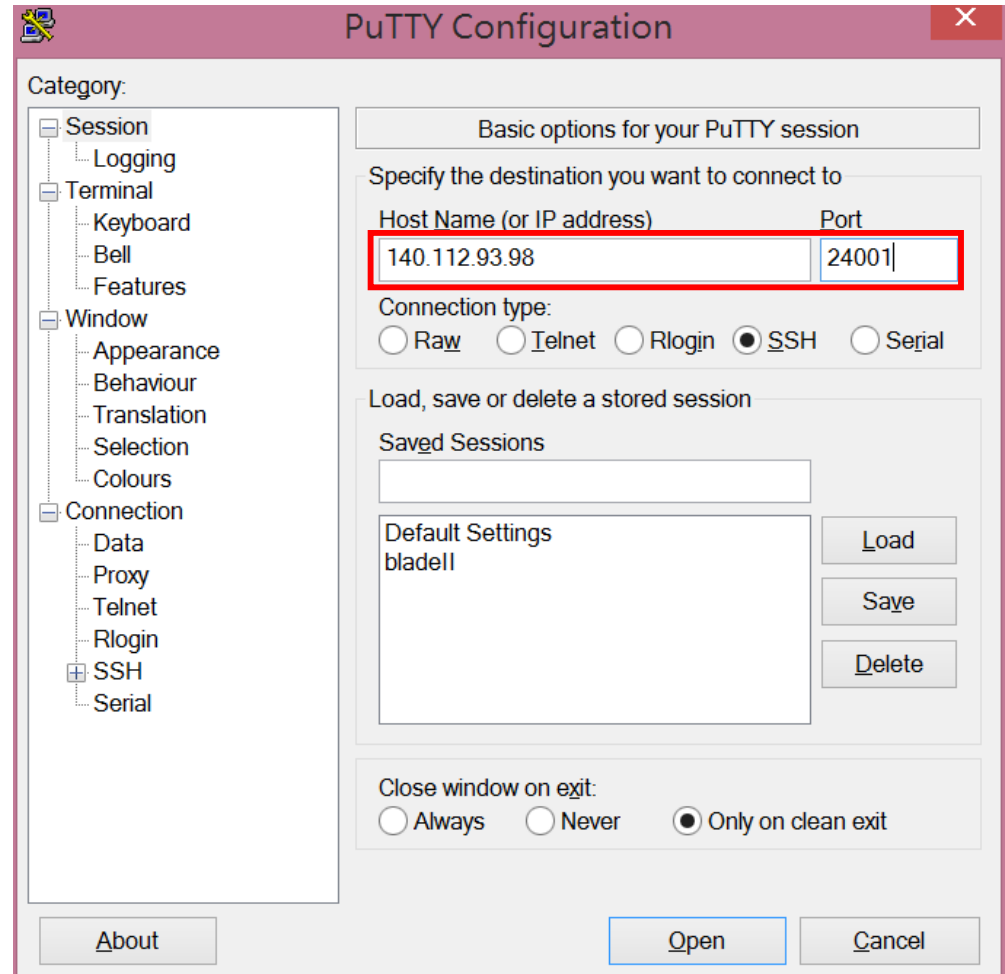 PuTTY Configuration
Category:
Session
Logging
Terminal
Keyboard
Bell
Features
Window
Appearance
Behaviour
Translation
Selection
Colours
Connection
Data
Proxy
Telnet
Rlogin
SSH
Serial
Basic options for your PuTTY session
Specify the destination you want to connect to
Host Name (or IP address) Port
140.112.93.98 24001
Connection type:
Raw Telnet Rlogin SSH Serial
Load, save or delete a stored session
Saved Sessions
Default Settings
bladeII
Load
Save
Delete
Close window on exit:
Always Never Only on clean exit
About Open Cancel